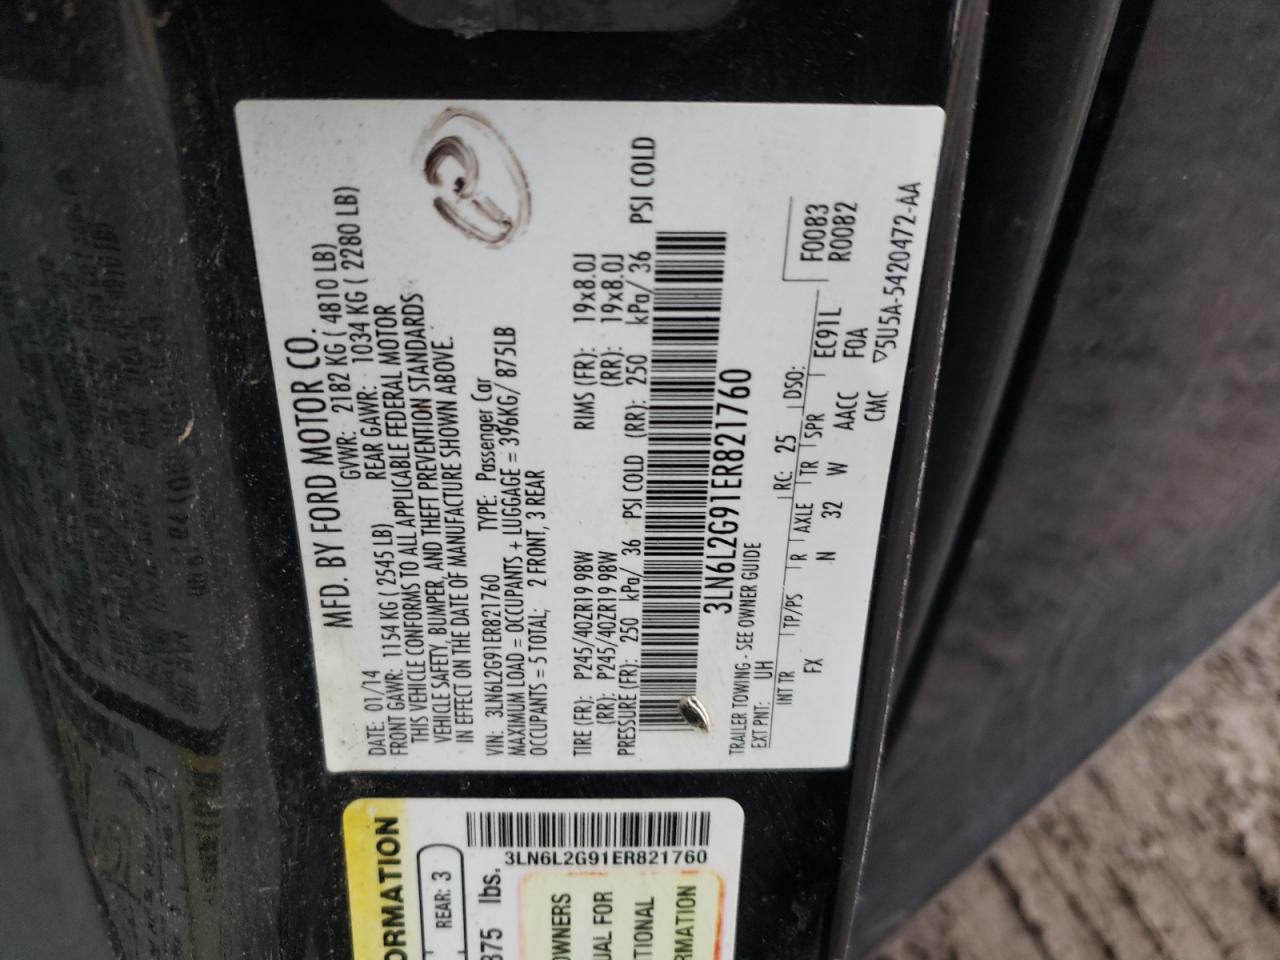 MFD. BY FORD MOTOR CO.
DATE: 01/14 GVWR: 2182 KG ( 4810 LB)
FRONT GAWR: 1154 KG ( 2545 LB) REAR GAWR: 1034 KG ( 2280 LB)
THIS VEHICLE CONFORMS TO ALL APPLICABLE FEDERAL MOTOR
VEHICLE SAFETY, BUMPER, AND THEFT PREVENTION STANDARDS
IN EFFECT ON THE DATE OF MANUFACTURE SHOWN ABOVE.
VIN: 3LN6L2G91ER821760 TYPE: Passenger Car
MAXIMUM LOAD = OCCUPANTS + LUGGAGE = 396KG/ 875LB
OCCUPANTS = 5 TOTAL; 2 FRONT, 3 REAR
TIRE (FR): P245/40ZR19 98W RIMS (FR): 19x8.0J
(RR): P245/40ZR19 98W (RR): 19x8.0J
PRESSURE (FR): 250 kPa/ 36 PSI COLD (RR): 250 kPa/ 36 PSI COLD
3LN6L2G91ER821760
TRAILER TOWING - SEE OWNER GUIDE
EXT PNT: UH RC: 25 DSO: F0083
R0082
INT TR TP/PS R AXLE TR SPR EC91L
FX N 32 W AACC FOA
CMC ▽5U5A-5420472-AA
ORMATION
REAR: 3
875 lbs.
3LN6L2G91ER821760
OWNERS
UAL FOR
TIONAL
RMATION